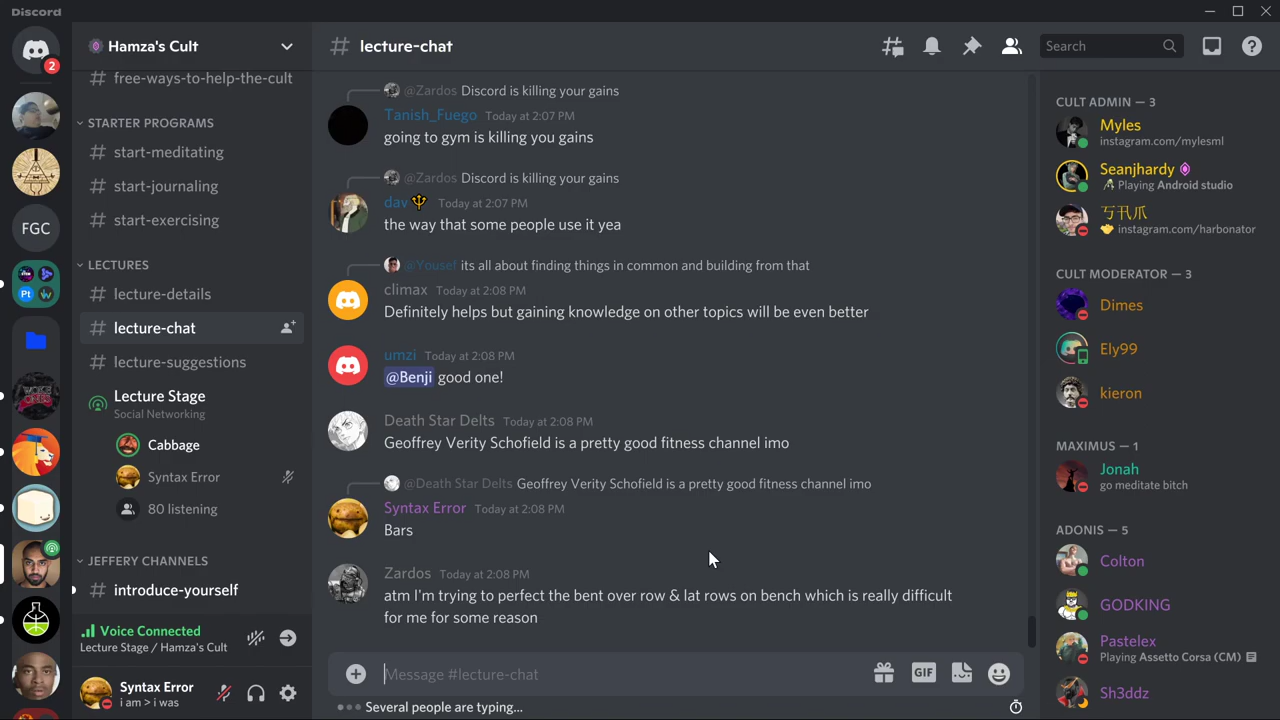 Discord
2
FGC
Hamza's Cult
free-ways-to-help-the-cult
STARTER PROGRAMS
# start-meditating
# start-journaling
# start-exercising
LECTURES
# lecture-details
# lecture-chat
# lecture-suggestions
Lecture Stage
Social Networking
Cabbage
Syntax Error
80 listening
JEFFERY CHANNELS
# introduce-yourself
Voice Connected
Lecture Stage / Hamza's Cult
Syntax Error
i am > i was
# lecture-chat
Search
@Zardos Discord is killing your gains
Tanish_Fuego Today at 2:07 PM
going to gym is killing you gains
@Zardos Discord is killing your gains
dav Today at 2:07 PM
the way that some people use it yea
@Yousef its all about finding things in common and building from that
climax Today at 2:08 PM
Definitely helps but gaining knowledge on other topics will be even better
umzi Today at 2:08 PM
@Benji good one!
Death Star Delts Today at 2:08 PM
Geoffrey Verity Schofield is a pretty good fitness channel imo
@Death Star Delts Geoffrey Verity Schofield is a pretty good fitness channel imo
Syntax Error Today at 2:08 PM
Bars
Zardos Today at 2:08 PM
atm I'm trying to perfect the bent over row & lat rows on bench which is really difficult
for me for some reason
Message #lecture-chat
GIF
Several people are typing...
CULT ADMIN — 3
Myles
instagram.com/mylesml
Seanjhardy
Playing Android studio
instagram.com/harbonator
CULT MODERATOR — 3
Dimes
Ely99
kieron
MAXIMUS — 1
Jonah
go meditate bitch
ADONIS — 5
Colton
GODKING
Pastelex
Playing Assetto Corsa (CM)
Sh3ddz